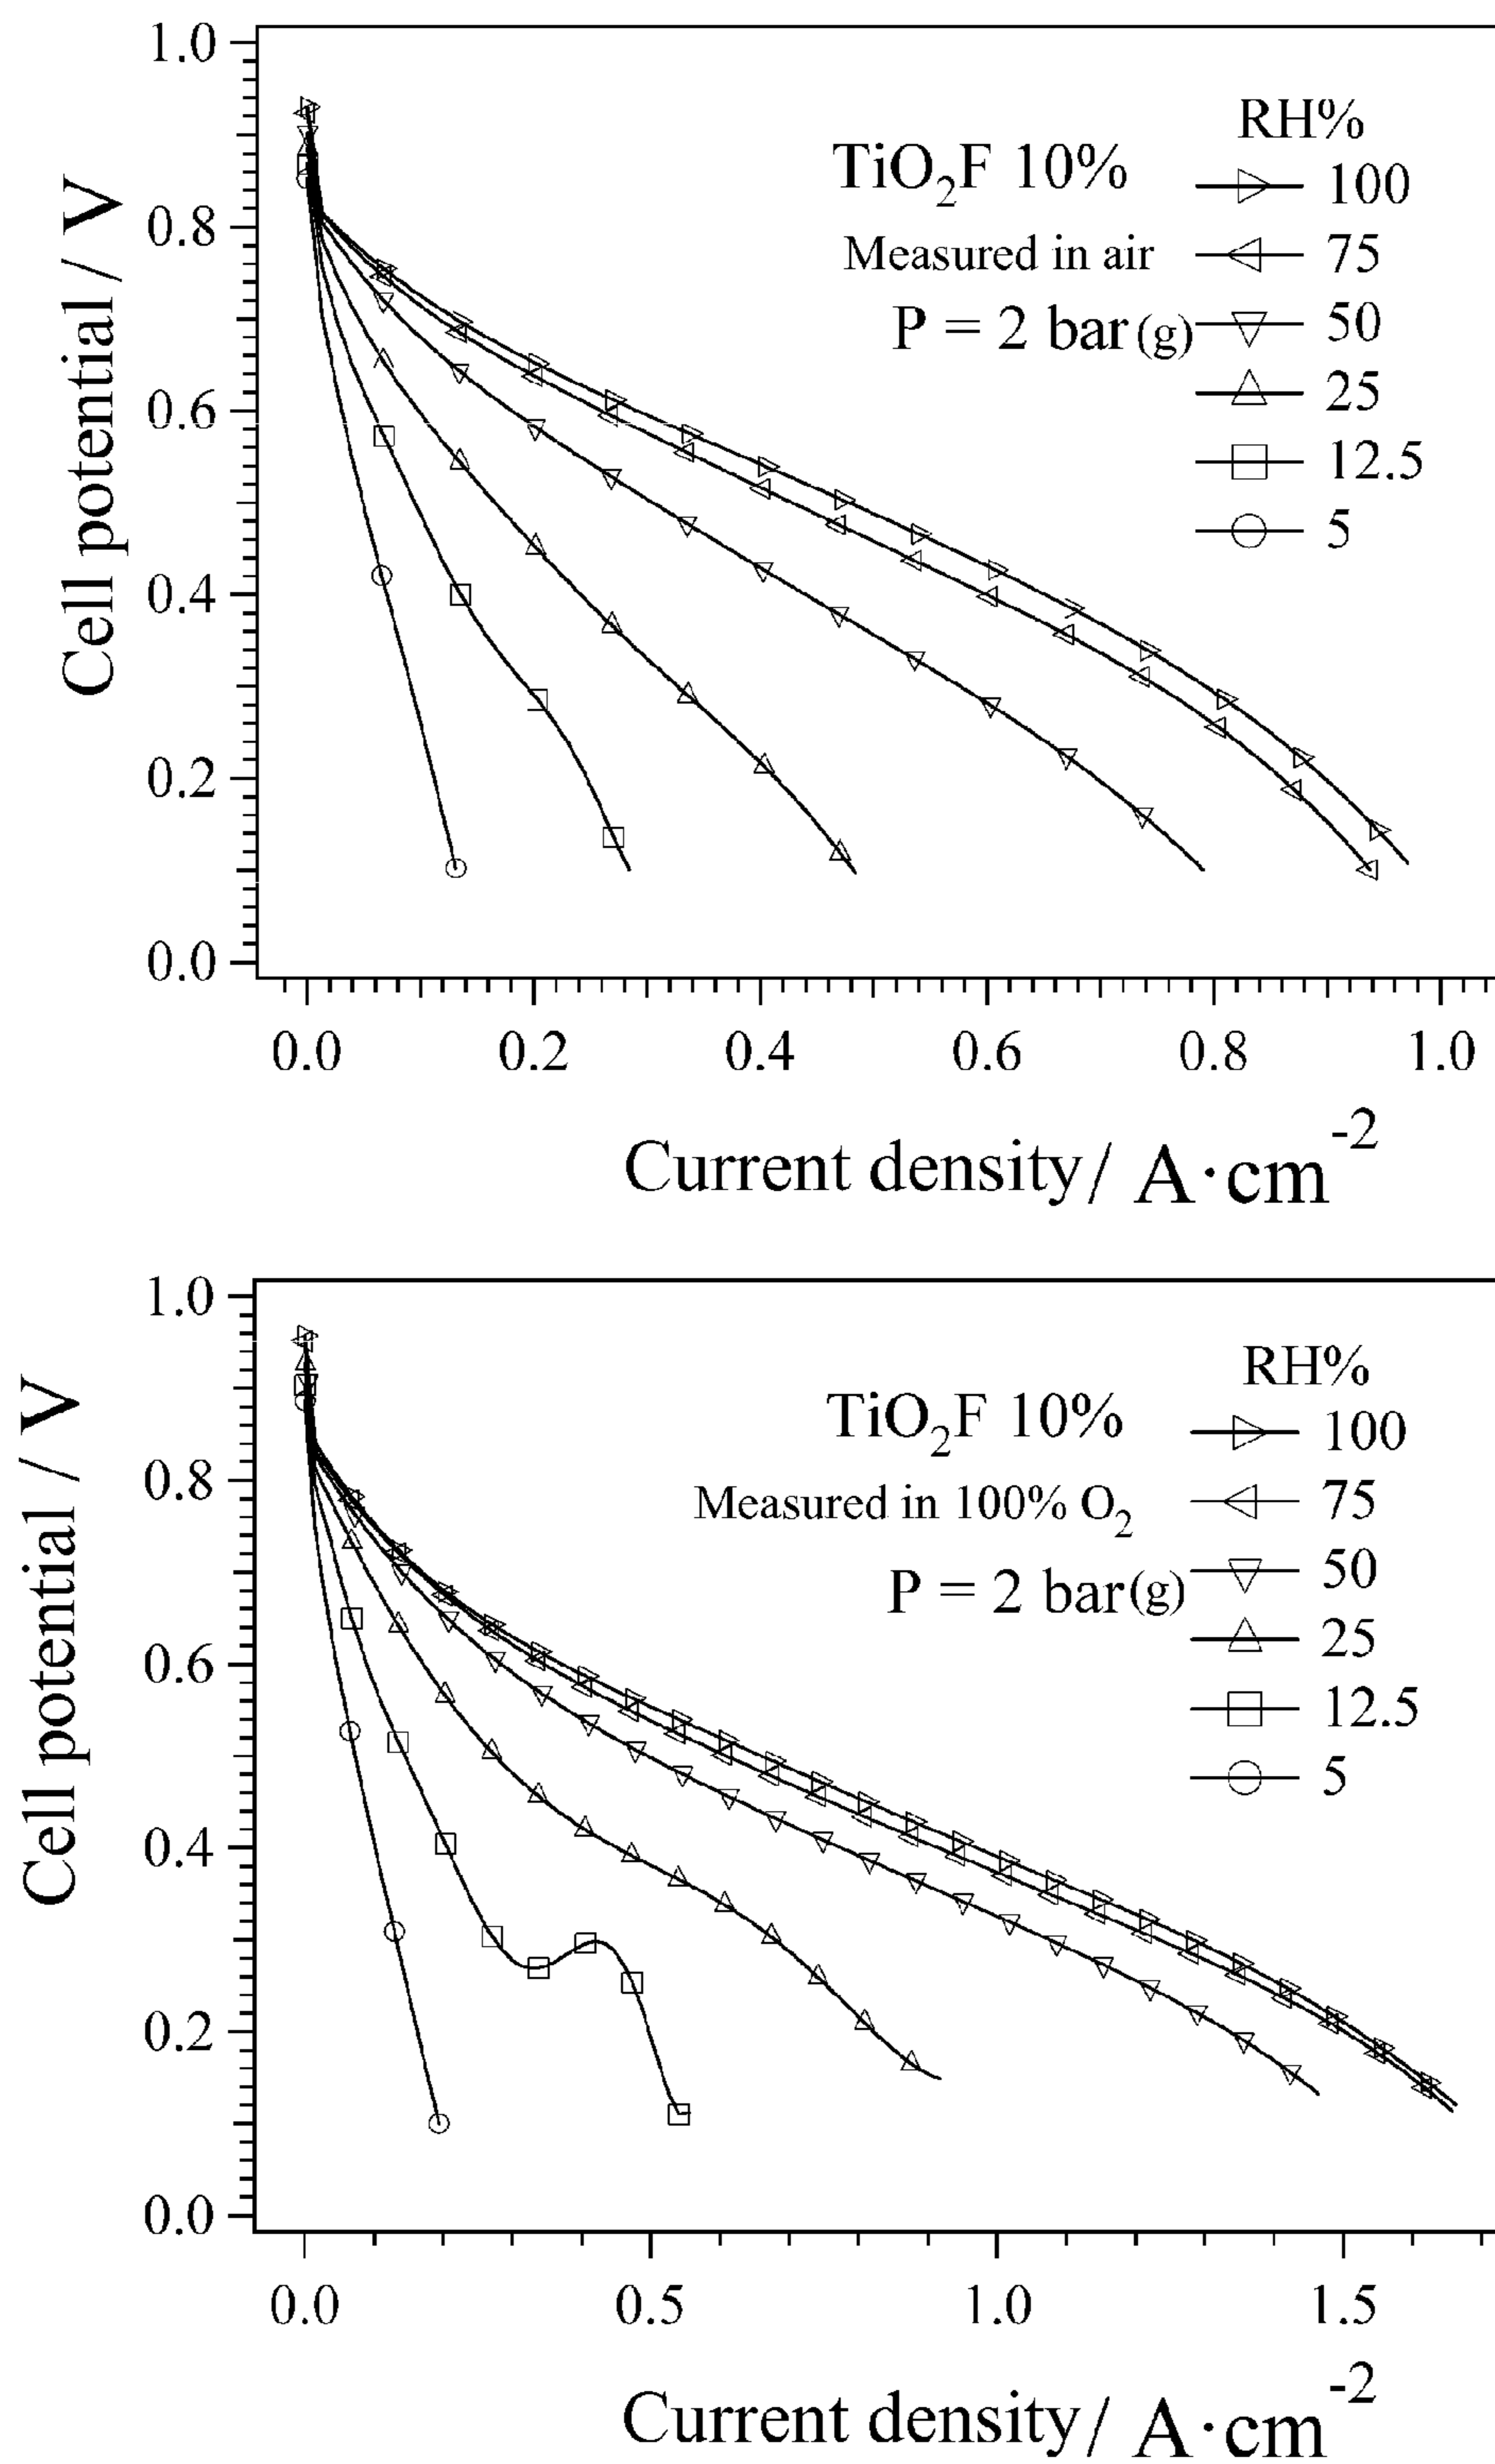 1.0
0.8
0.6
0.4
0.2
0.0
Cell potential / V
TiO₂F 10%
Measured in air
P = 2 bar(g)
RH%
100
75
50
25
12.5
5
0.0 0.2 0.4 0.6 0.8 1.0
Current density/ A·cm⁻²
1.0
0.8
0.6
0.4
0.2
0.0
Cell potential / V
TiO₂F 10%
Measured in 100% O₂
P = 2 bar(g)
RH%
100
75
50
25
12.5
5
0.0 0.5 1.0 1.5
Current density/ A·cm⁻²